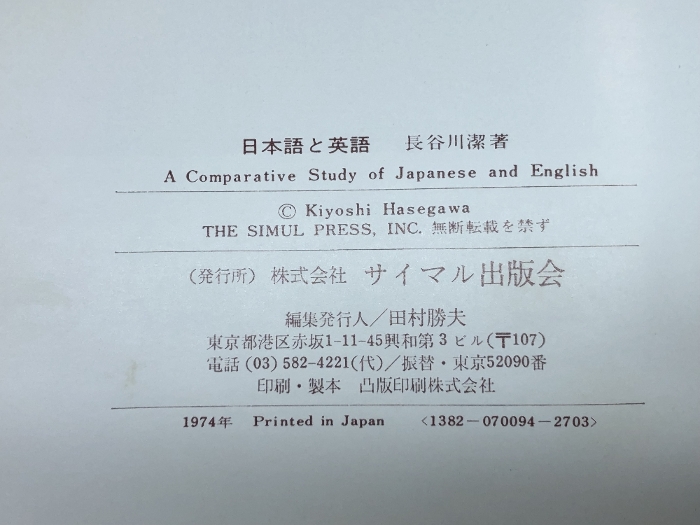 日本語と英語 長谷川潔著
A Comparative Study of Japanese and English
© Kiyoshi Hasegawa
THE SIMUL PRESS, INC. 無断転載を禁ず
（発行所）株式会社 サイマル出版会
編集発行人／田村勝夫
東京都港区赤坂1-11-45興和第3ビル(〒107)
電話(03)582-4221(代)／振替・東京52090番
印刷・製本 凸版印刷株式会社
1974年 Printed in Japan <1382-070094-2703>